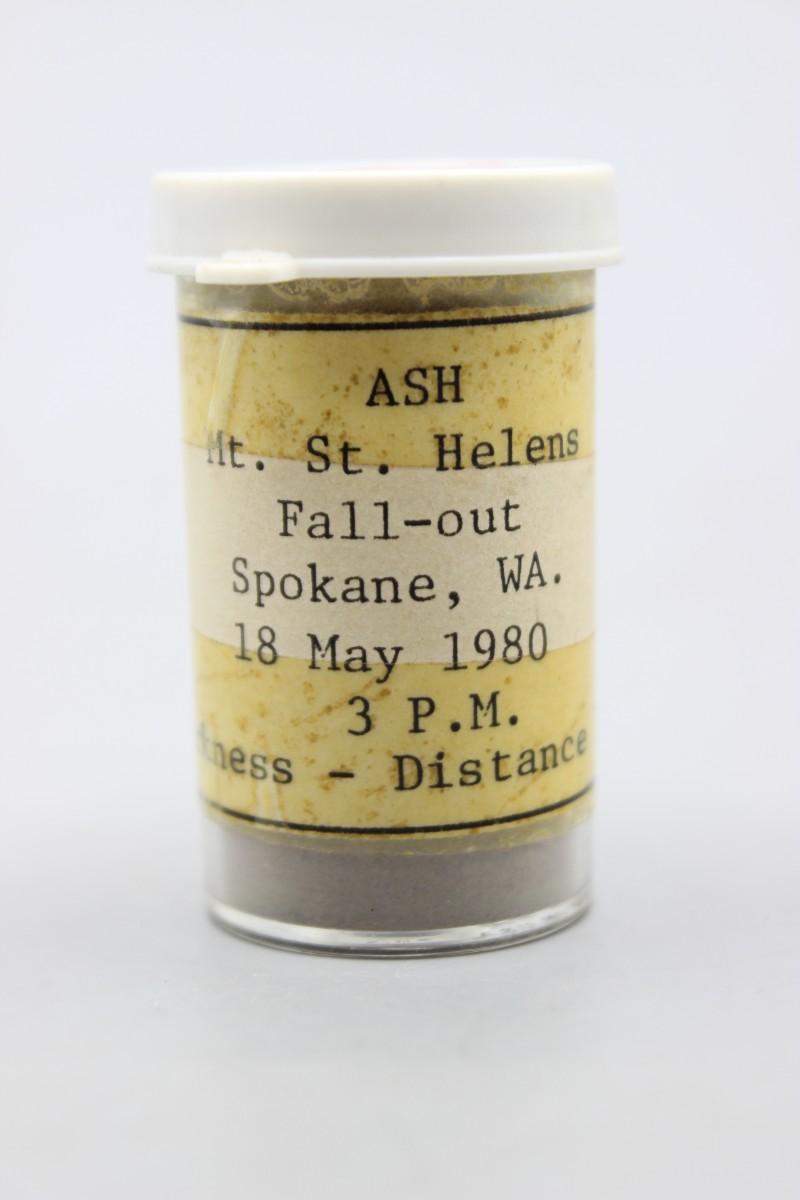 ASH
Mt. St. Helens
Fall-out
Spokane, WA.
18 May 1980
3 P.M.
- Distance